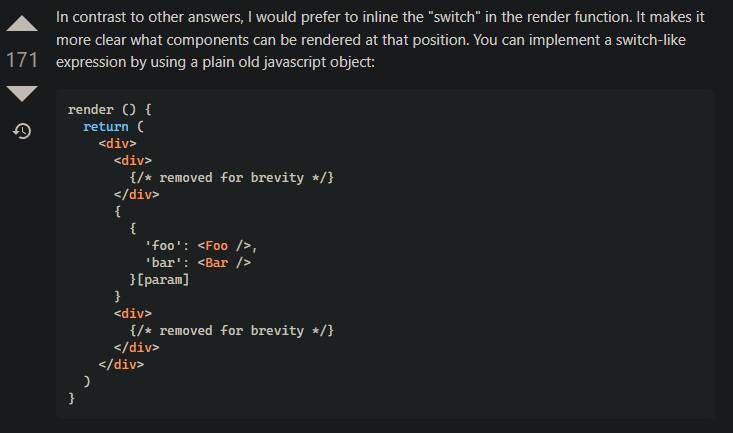 In contrast to other answers, I would prefer to inline the "switch" in the render function. It makes it
more clear what components can be rendered at that position. You can implement a switch-like
171
expression by using a plain old javascript object:
render () {
  return (
    <div>
      <div>
        {/* removed for brevity */}
      </div>
      {
        {
          'foo': <Foo />,
          'bar': <Bar />
        }[param]
      }
      <div>
        {/* removed for brevity */}
      </div>
    </div>
  )
}